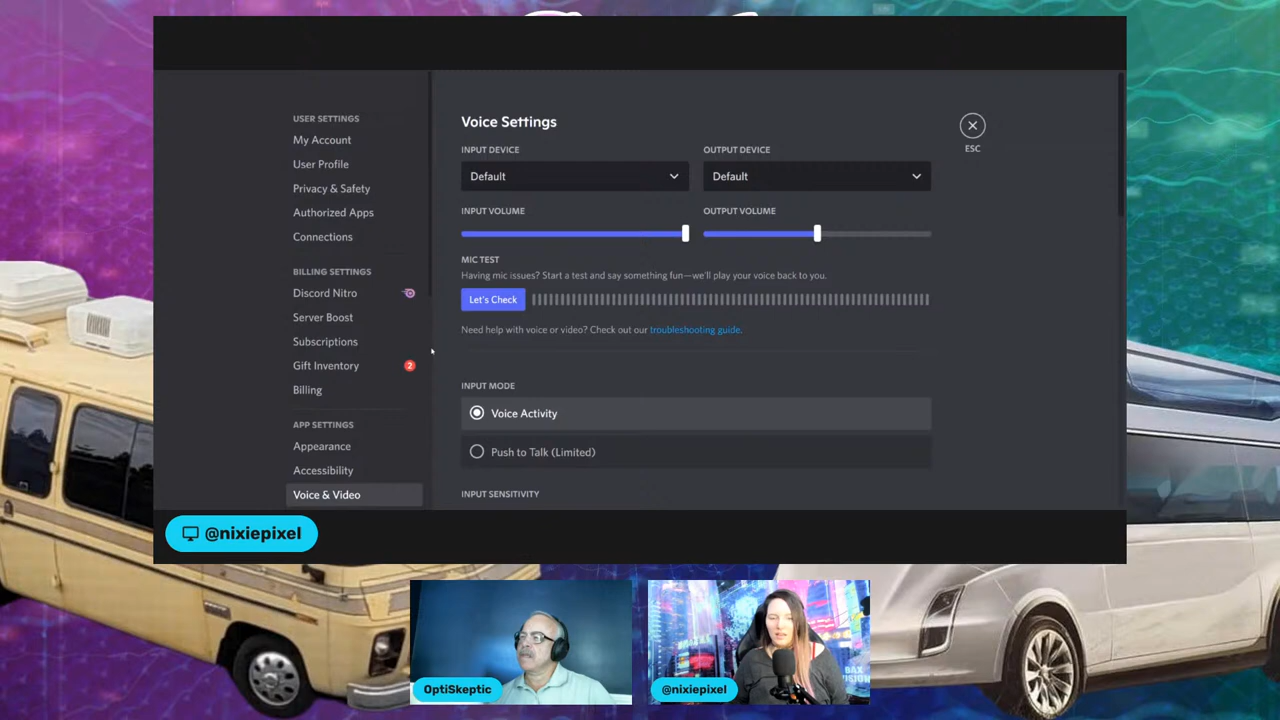 USER SETTINGS
My Account
User Profile
Privacy & Safety
Authorized Apps
Connections
BILLING SETTINGS
Discord Nitro
Server Boost
Subscriptions
Gift Inventory 2
Billing
APP SETTINGS
Appearance
Accessibility
Voice & Video
Voice Settings
ESC
INPUT DEVICE OUTPUT DEVICE
Default Default
INPUT VOLUME OUTPUT VOLUME
MIC TEST
Having mic issues? Start a test and say something fun—we'll play your voice back to you.
Let's Check
Need help with voice or video? Check out our troubleshooting guide.
INPUT MODE
Voice Activity
Push to Talk (Limited)
INPUT SENSITIVITY
@nixiepixel
OptiSkeptic
@nixiepixel